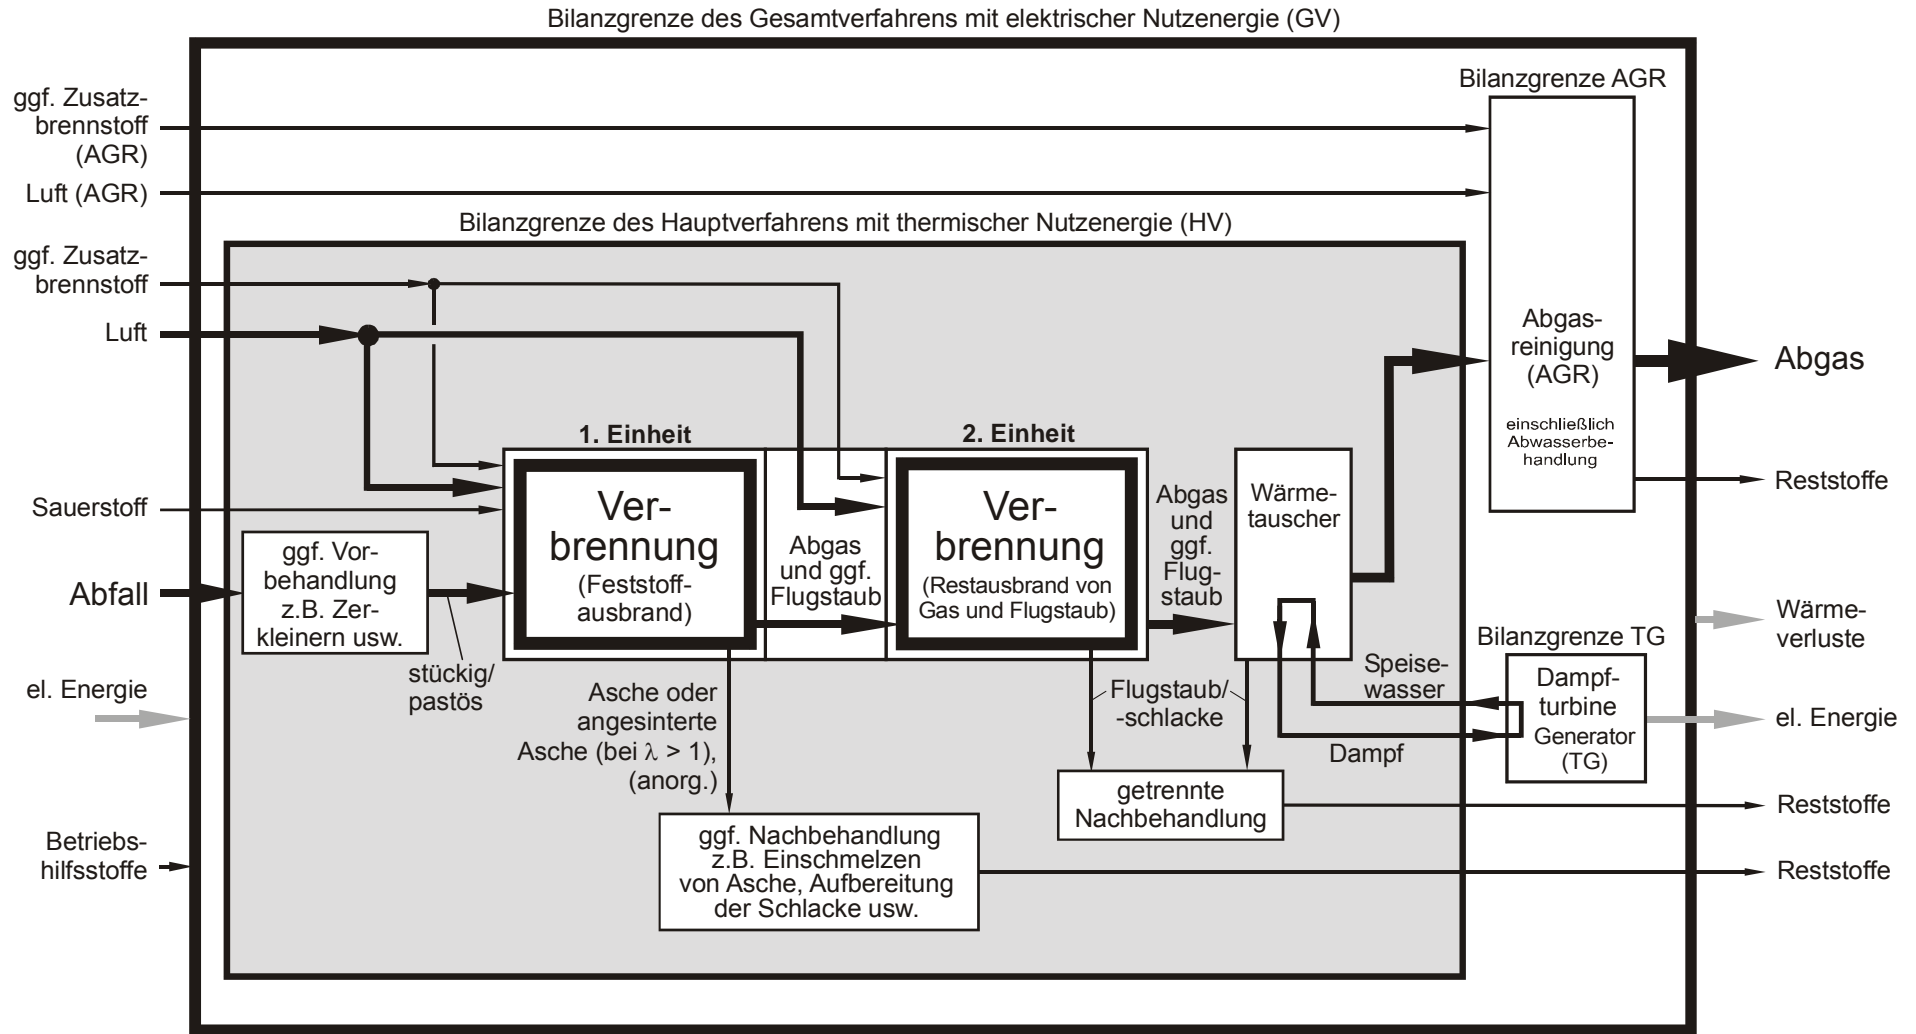 Bilanzgrenze des Gesamtverfahrens mit elektrischer Nutzenergie (GV)
Bilanzgrenze AGR
ggf. Zusatz-
brennstoff
(AGR)
Luft (AGR)
Bilanzgrenze des Hauptverfahrens mit thermischer Nutzenergie (HV)
ggf. Zusatz-
brennstoff
Luft
Abgas-
reinigung
(AGR)
einschließlich
Abwasserbe-
handlung
Abgas
Reststoffe
1. Einheit
2. Einheit
Sauerstoff
Ver-
brennung
(Feststoff-
ausbrand)
Abgas
und ggf.
Flugstaub
Ver-
brennung
(Restausbrand von
Gas und Flugstaub)
Abgas
und
ggf.
Flug-
staub
Wärme-
tauscher
Abfall
ggf. Vor-
behandlung
z.B. Zer-
kleinern usw.
stückig/
pastös
Wärme-
verluste
Bilanzgrenze TG
Dampf-
turbine
Generator
(TG)
Speise-
wasser
Dampf
el. Energie
el. Energie
Asche oder
angesinterte
Asche (bei λ > 1),
(anorg.)
Flugstaub/
-schlacke
getrennte
Nachbehandlung
Reststoffe
Betriebs-
hilfsstoffe
ggf. Nachbehandlung
z.B. Einschmelzen
von Asche, Aufbereitung
der Schlacke usw.
Reststoffe